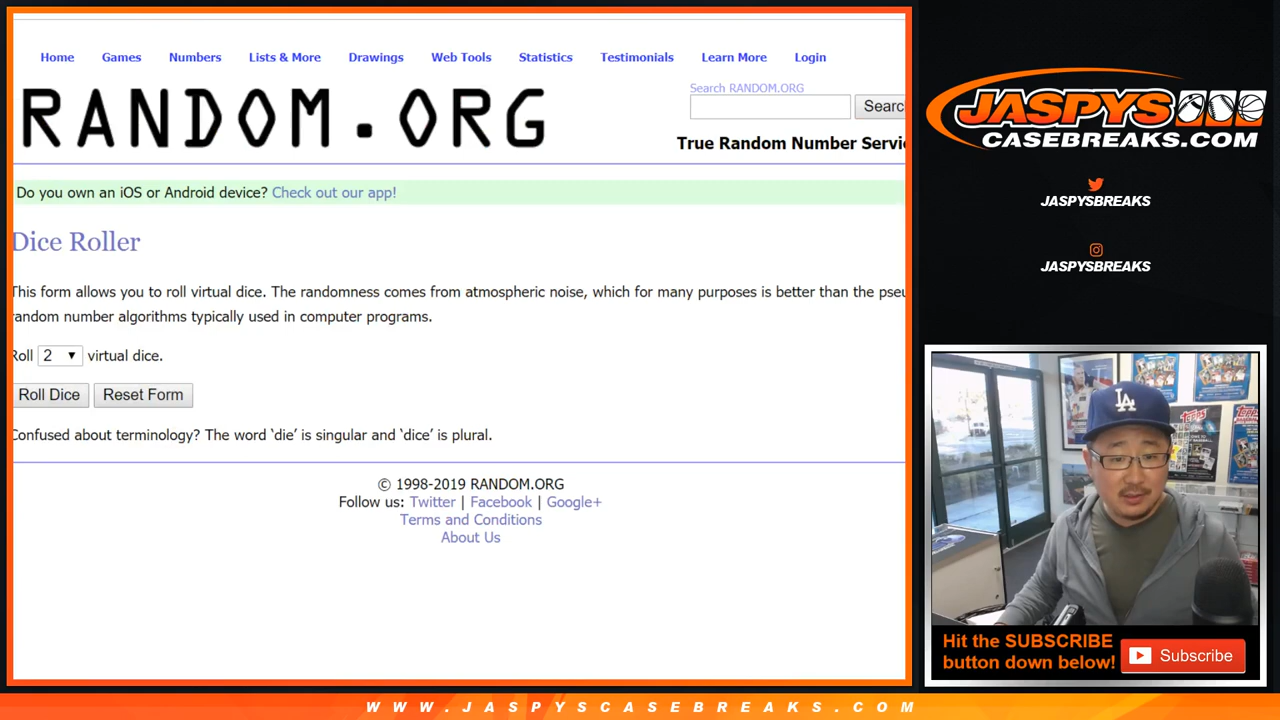 Home Games Numbers Lists & More Drawings Web Tools Statistics Testimonials Learn More Login
RANDOM.ORG
Search RANDOM.ORG
Searc
True Random Number Servi
Do you own an iOS or Android device? Check out our app!
Dice Roller
This form allows you to roll virtual dice. The randomness comes from atmospheric noise, which for many purposes is better than the pseu
random number algorithms typically used in computer programs.
Roll 2 virtual dice.
Roll Dice Reset Form
Confused about terminology? The word ‘die’ is singular and ‘dice’ is plural.
© 1998-2019 RANDOM.ORG
Follow us: Twitter | Facebook | Google+
Terms and Conditions
About Us
JASPYS
CASEBREAKS.COM
JASPYSBREAKS
JASPYSBREAKS
LA
TOPPS
Hit the SUBSCRIBE
button down below!
Subscribe
WWW.JASPYSCASEBREAKS.COM